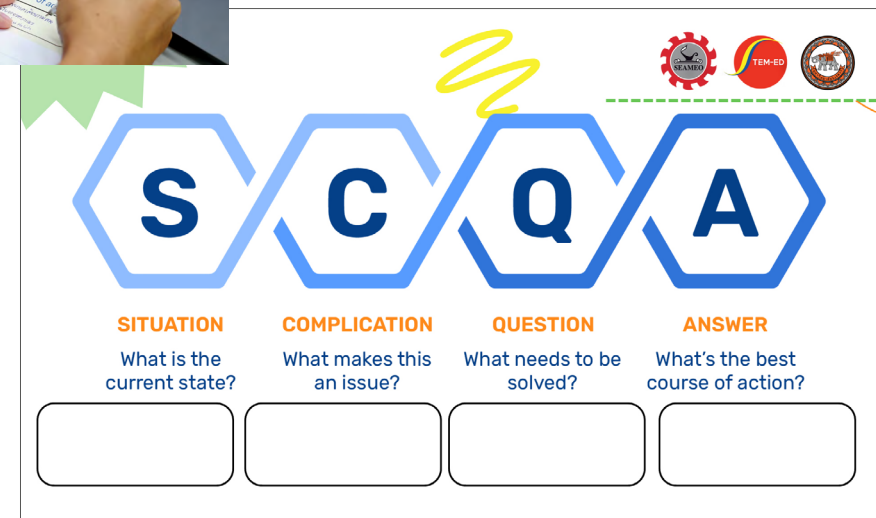 SEAMEO
TEM-ED
S C Q A
SITUATION
What is the
current state?
COMPLICATION
What makes this
an issue?
QUESTION
What needs to be
solved?
ANSWER
What's the best
course of action?